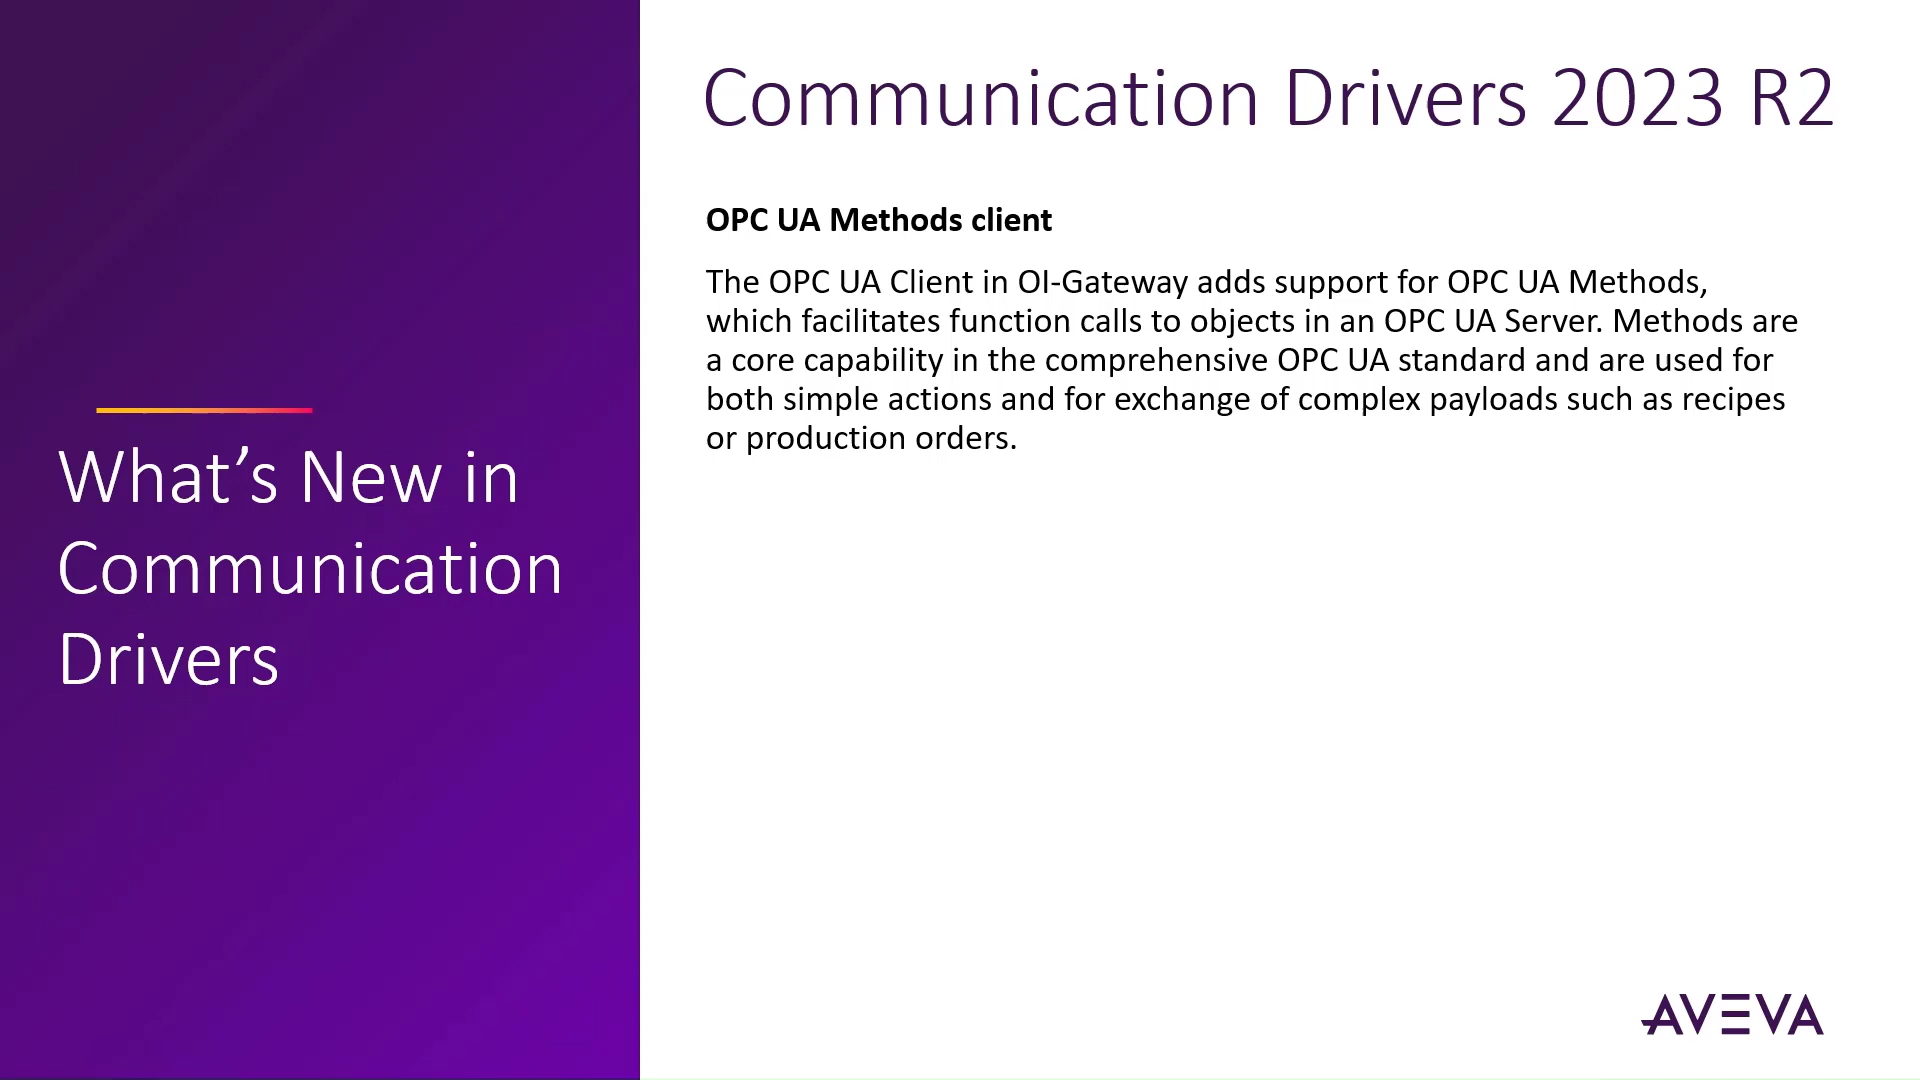 What’s New in
Communication
Drivers
Communication Drivers 2023 R2
OPC UA Methods client
The OPC UA Client in OI-Gateway adds support for OPC UA Methods,
which facilitates function calls to objects in an OPC UA Server. Methods are
a core capability in the comprehensive OPC UA standard and are used for
both simple actions and for exchange of complex payloads such as recipes
or production orders.
AVEVA